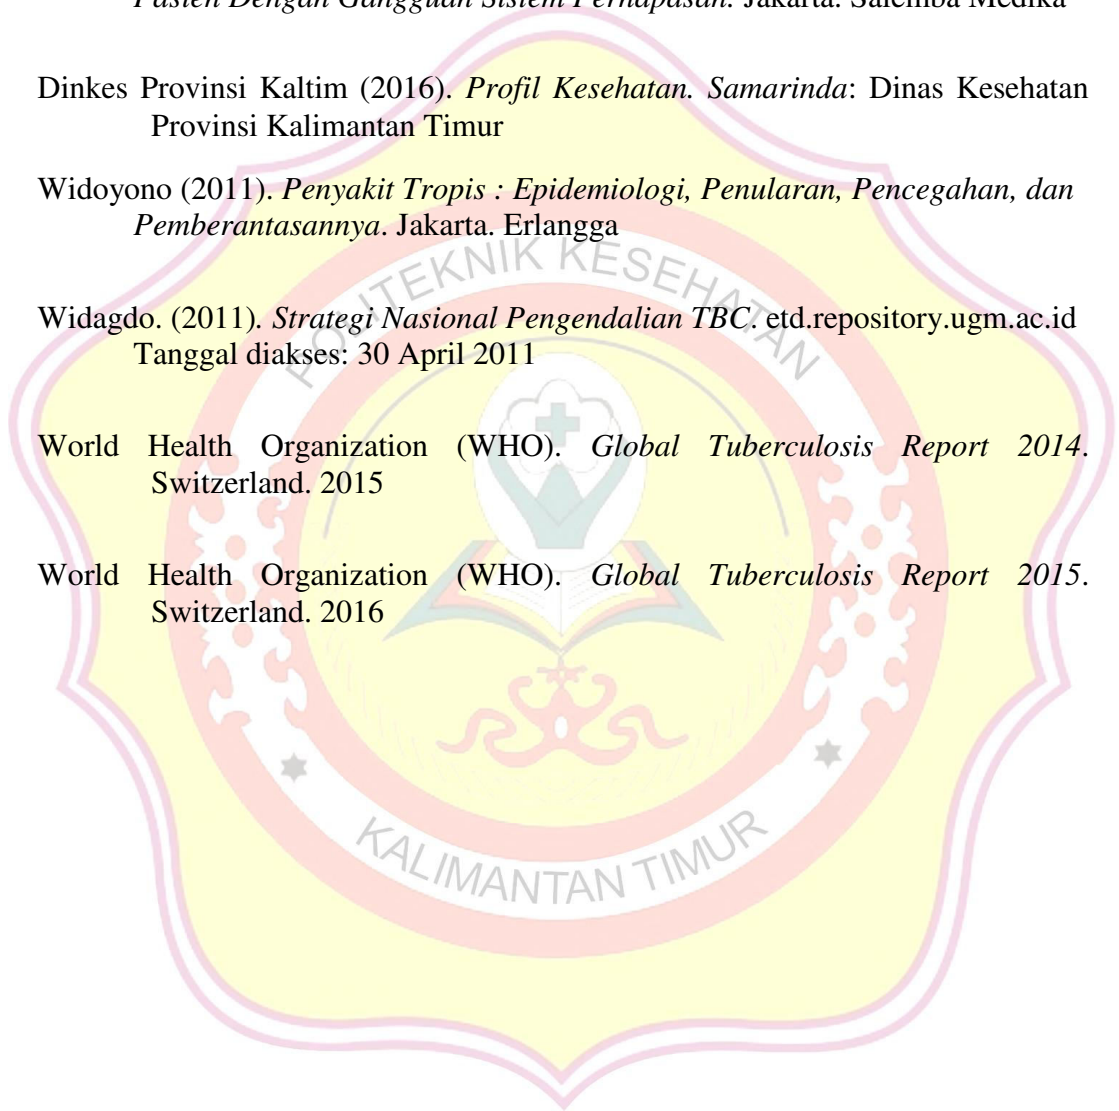 Pasien Dengan Gangguan Sistem Pernapasan. Jakarta. Salemba Medika
Dinkes Provinsi Kaltim (2016). Profil Kesehatan. Samarinda: Dinas Kesehatan
Provinsi Kalimantan Timur
Widoyono (2011). Penyakit Tropis : Epidemiologi, Penularan, Pencegahan, dan
Pemberantasannya. Jakarta. Erlangga
POLITEKNIK KESEHATAN
Widagdo. (2011). Strategi Nasional Pengendalian TBC. etd.repository.ugm.ac.id
Tanggal diakses: 30 April 2011
World Health Organization (WHO). Global Tuberculosis Report 2014.
Switzerland. 2015
World Health Organization (WHO). Global Tuberculosis Report 2015.
Switzerland. 2016
KALIMANTAN TIMUR